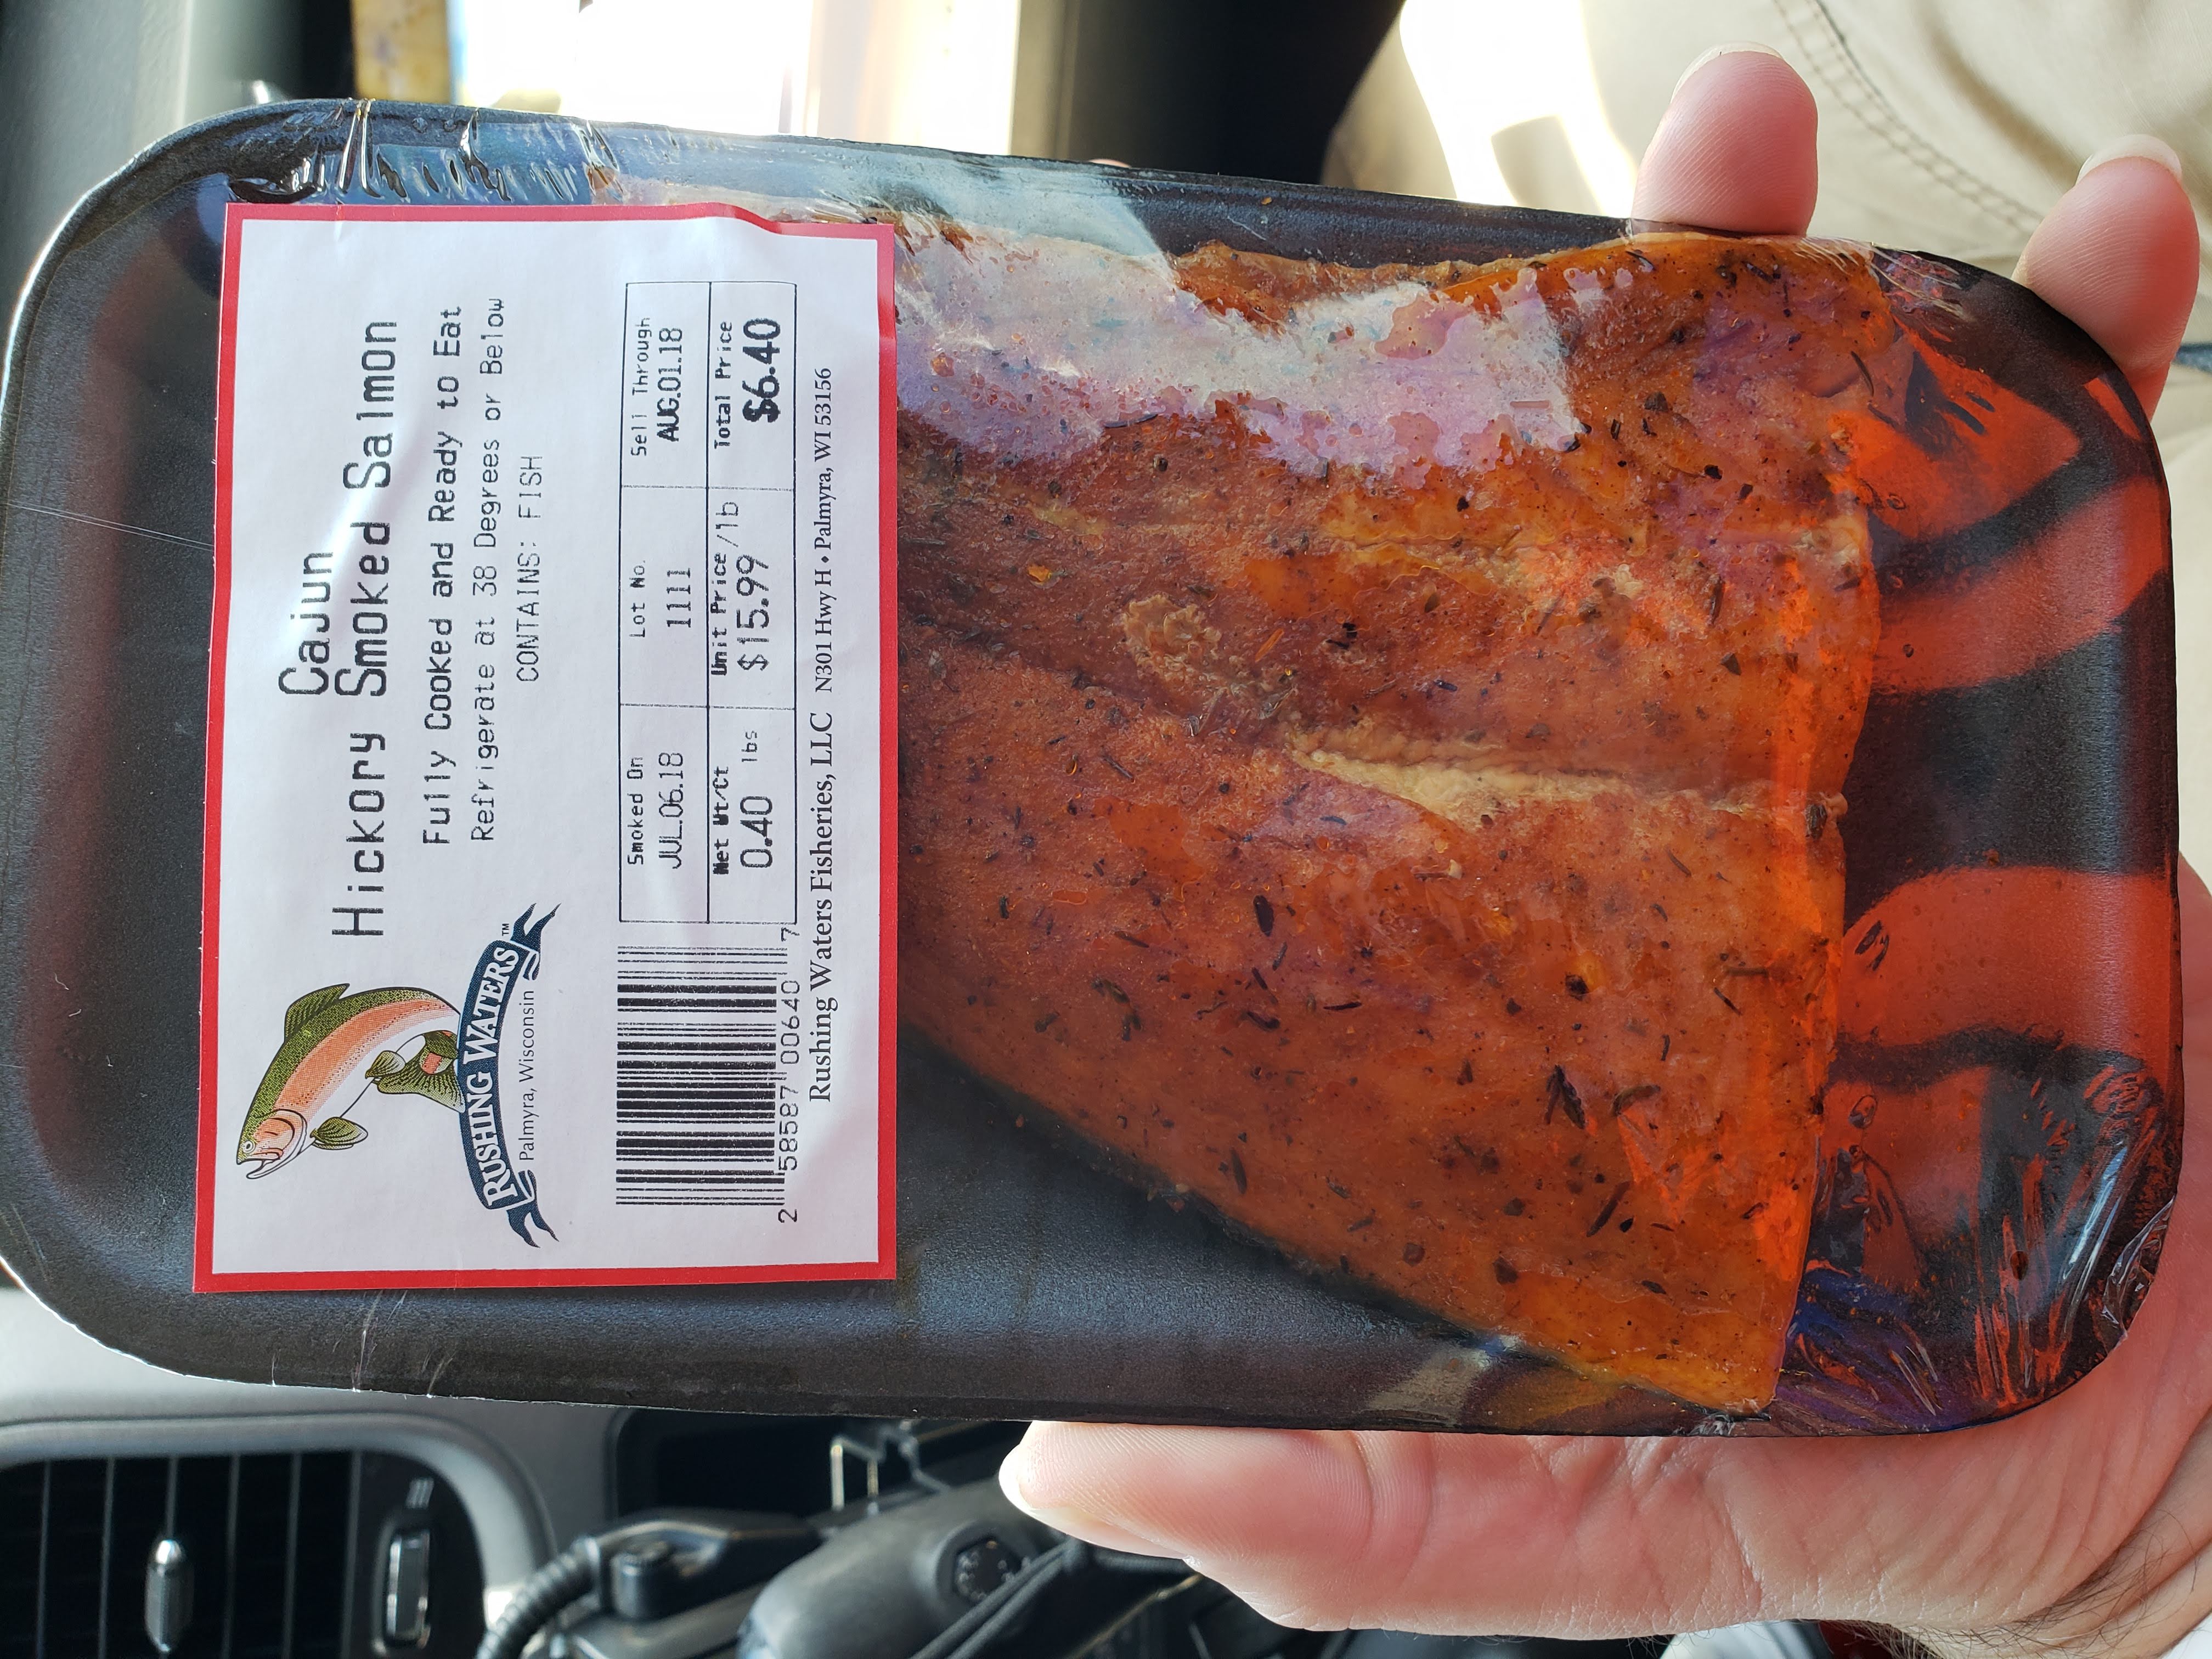 Cajun
Hickory Smoked Salmon
Fully Cooked and Ready to Eat
Refrigerate at 38 Degrees or Below
CONTAINS: FISH
RUSHING WATERS™
Palmyra, Wisconsin
Smoked On Lot No. Sell Through
JUL.06.18 1111 AUG.01.18
Net Wt/Ct Unit Price/lb Total Price
0.40 lbs $15.99 $6.40
2 58587 00640 7
Rushing Waters Fisheries, LLC N301 Hwy H • Palmyra, WI 53156